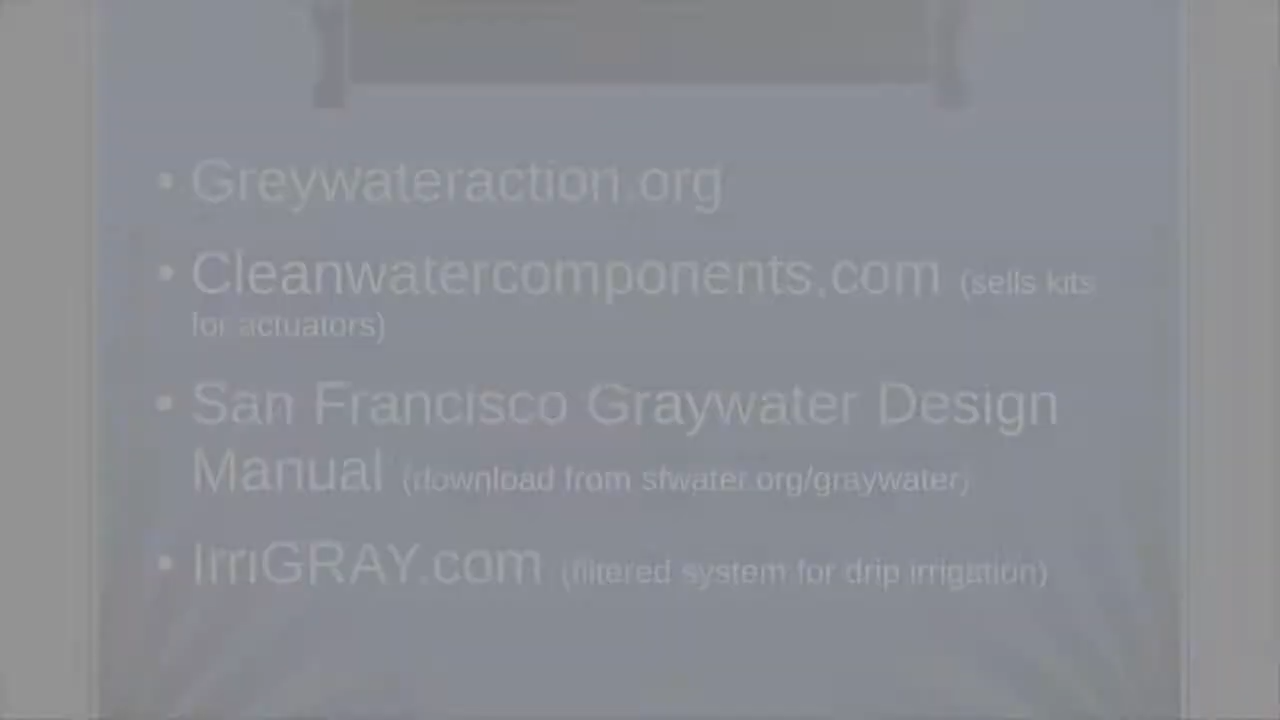 • Greywateraction.org
• Cleanwatercomponents.com (sells kits
for actuators)
• San Francisco Graywater Design
Manual (download from sfwater.org/graywater)
• IrriGRAY.com (filtered system for drip irrigation)